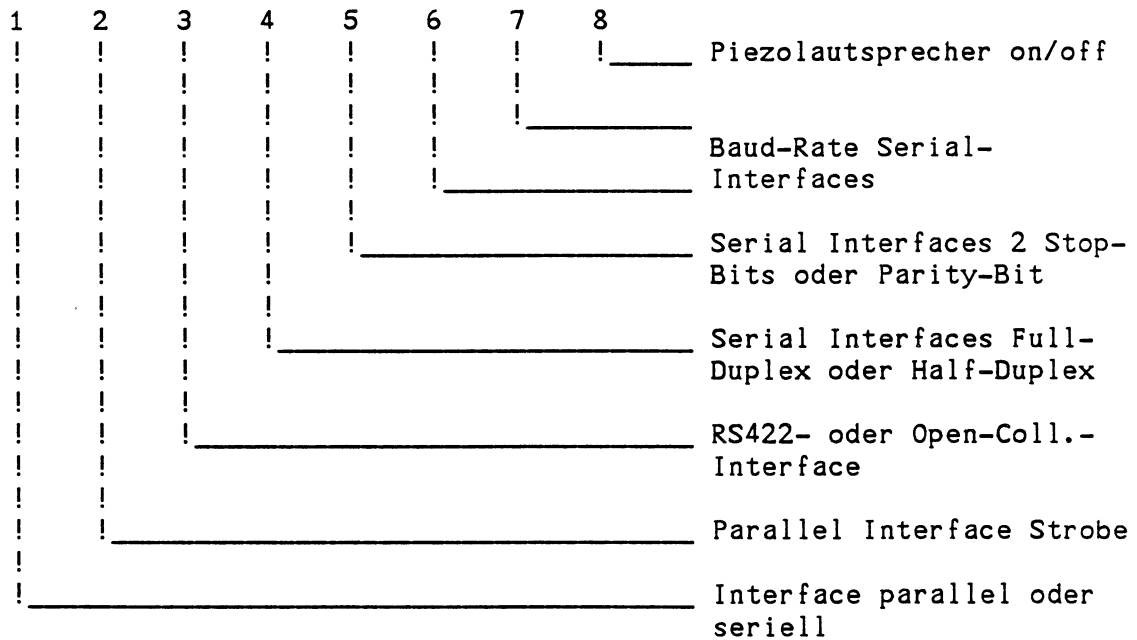 1 2 3 4 5 6 7 8
Piezolautsprecher on/off
Baud-Rate Serial-
Interfaces
Serial Interfaces 2 Stop-
Bits oder Parity-Bit
Serial Interfaces Full-
Duplex oder Half-Duplex
RS422- oder Open-Coll.-
Interface
Parallel Interface Strobe
Interface parallel oder
seriell